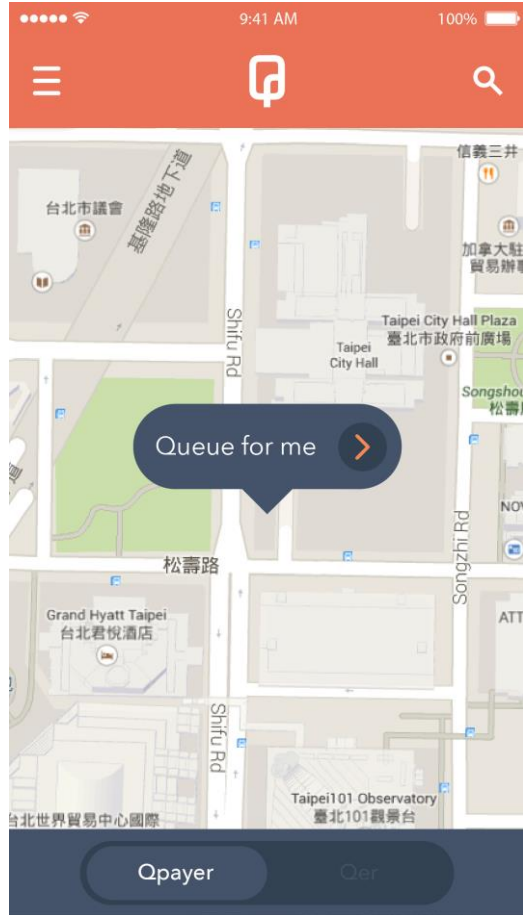 9:41 AM
100%
信義三井
台北市議會
基隆路地下道
加拿大駐
貿易辦事
Shifu Rd
Taipei City Hall Plaza
臺北市政府前廣場
Taipei
City Hall
Songshou
松壽
Queue for me
NOV
Songzhi Rd
松壽路
Grand Hyatt Taipei
台北君悅酒店
ATT
Shifu Rd
Taipei101 Observatory
臺北101觀景台
台北世界貿易中心國際
Qpayer
Qer